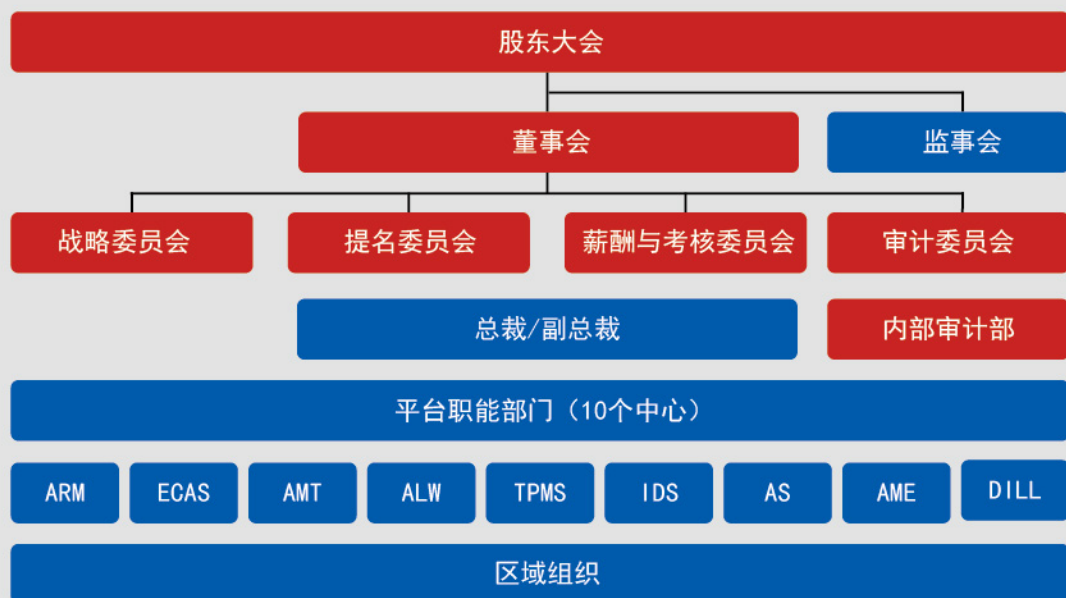 股东大会
董事会
监事会
战略委员会
提名委员会
薪酬与考核委员会
审计委员会
总裁/副总裁
内部审计部
平台职能部门（10个中心）
ARM
ECAS
AMT
ALW
TPMS
IDS
AS
AME
DILL
区域组织